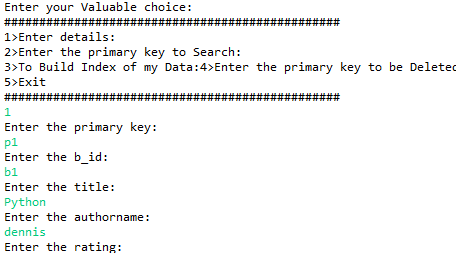 Enter your Valuable choice:
################################################
1>Enter details:
2>Enter the primary key to Search:
3>To Build Index of my Data:4>Enter the primary key to be Deleted
5>Exit
################################################
1
Enter the primary key:
p1
Enter the b_id:
b1
Enter the title:
Python
Enter the authorname:
dennis
Enter the rating: